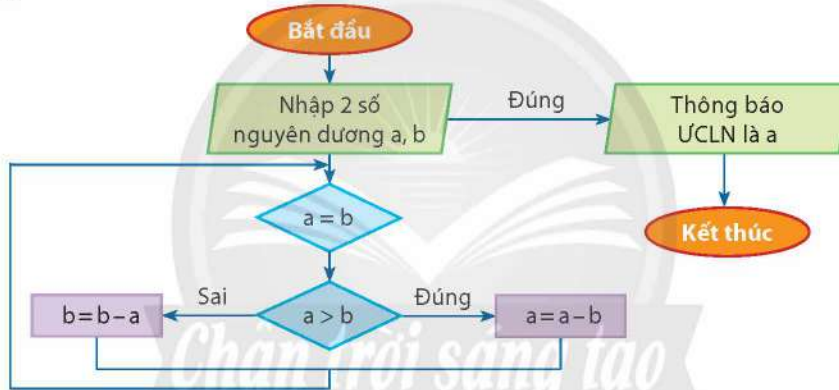 Bắt đầu
Nhập 2 số
nguyên dương a, b
Đúng
Thông báo
ƯCLN là a
a = b
Kết thúc
b = b – a
Sai
a > b
Đúng
a = a – b
Chân trời sáng tạo